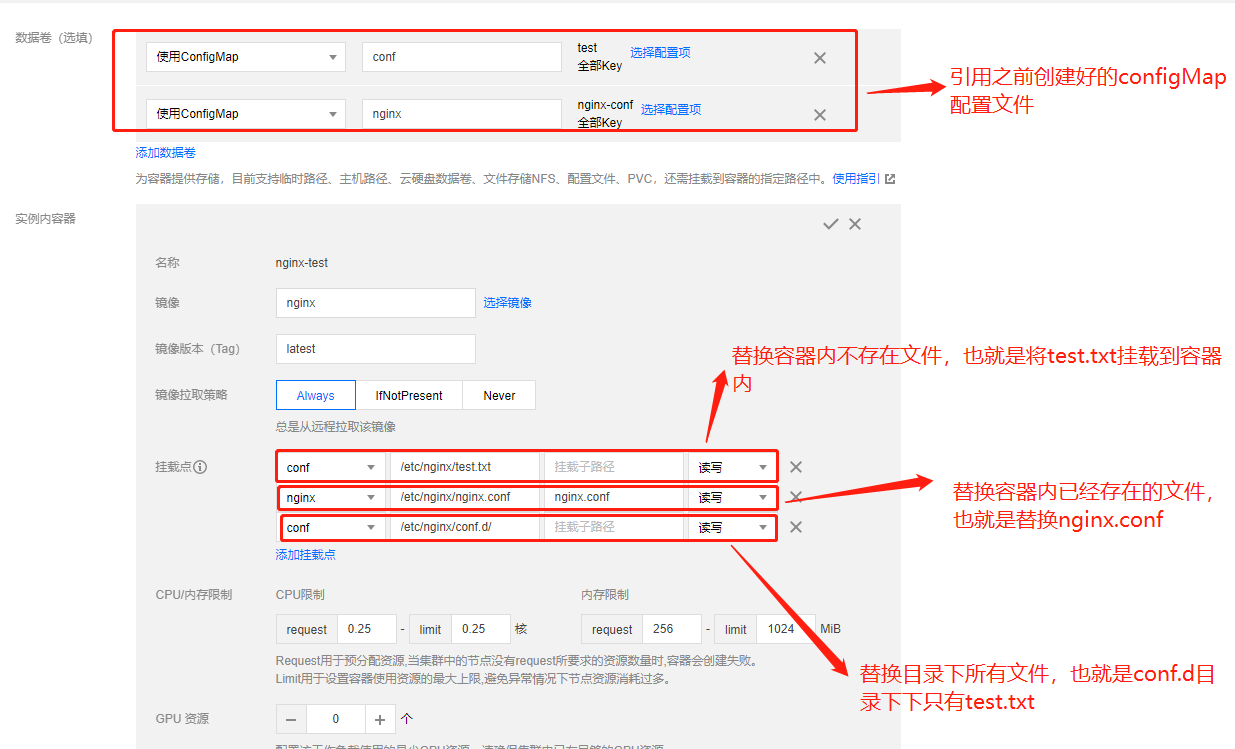 数据卷（选填）
使用ConfigMap conf test 选择配置项
全部Key
引用之前创建好的configMap
配置文件
使用ConfigMap nginx nginx-conf 选择配置项
全部Key
添加数据卷
为容器提供存储，目前支持临时路径、主机路径、云硬盘数据卷、文件存储NFS、配置文件、PVC，还需挂载到容器的指定路径中。使用指引
实例内容器
名称 nginx-test
镜像 nginx 选择镜像
镜像版本（Tag） latest
替换容器内不存在文件，也就是将test.txt挂载到容器
内
镜像拉取策略 Always IfNotPresent Never
总是从远程拉取该镜像
挂载点 conf /etc/nginx/test.txt 挂载子路径 读写
nginx /etc/nginx/nginx.conf nginx.conf 读写
替换容器内已经存在的文件，
也就是替换nginx.conf
conf /etc/nginx/conf.d/ 挂载子路径 读写
添加挂载点
CPU/内存限制 CPU限制 内存限制
request 0.25 - limit 0.25 核 request 256 - limit 1024 MiB
Request用于预分配资源,当集群中的节点没有request所要求的资源数量时,容器会创建失败。
Limit用于设置容器使用资源的最大上限,避免异常情况下节点资源消耗过多。
替换目录下所有文件，也就是conf.d目
录下下只有test.txt
GPU 资源 0 个